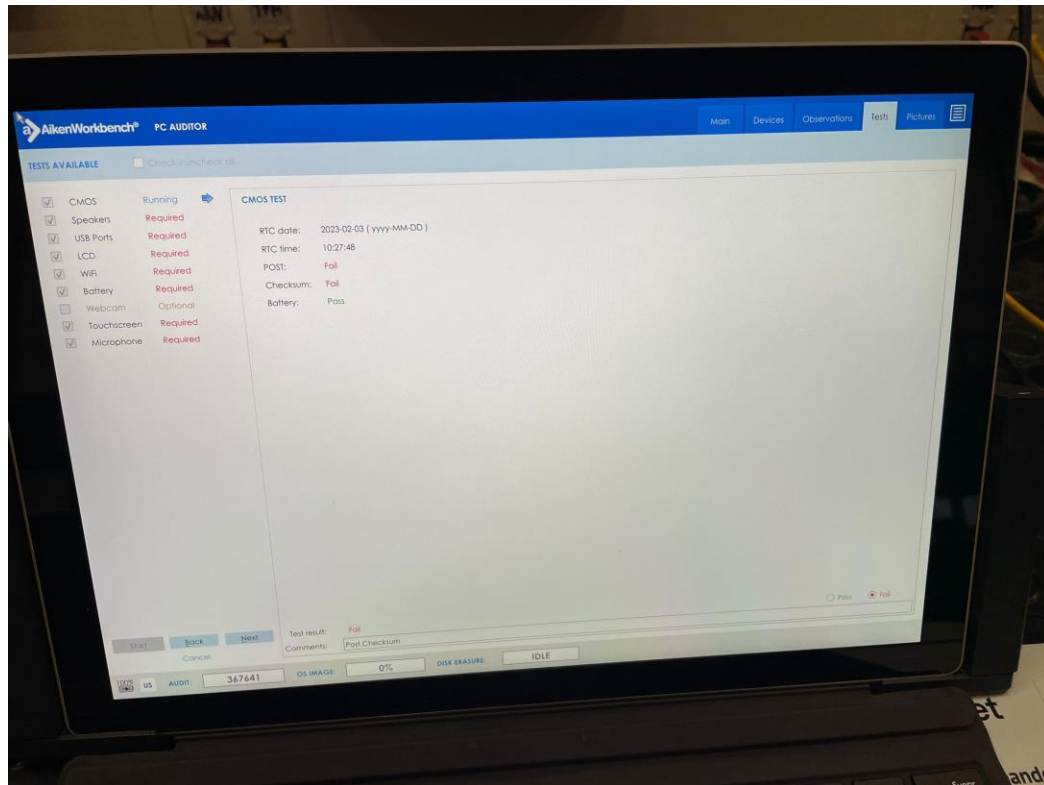 AikenWorkbench® PC AUDITOR
Main Devices Observations Tests Pictures
TESTS AVAILABLE Check / uncheck all
CMOS Running
Speakers Required
USB Ports Required
LCD Required
WiFi Required
Battery Required
Webcam Optional
Touchscreen Required
Microphone Required
CMOS TEST
RTC date: 2023-02-03 ( yyyy-MM-DD )
RTC time: 10:27:48
POST: Fail
Checksum: Fail
Battery: Pass
Pass Fail
Test result: Fail
Comments: Post,Checksum
Start Back Next
Cancel
100% US AUDIT: 367641 OS IMAGE: 0% DISK ERASURE: IDLE
et
ande